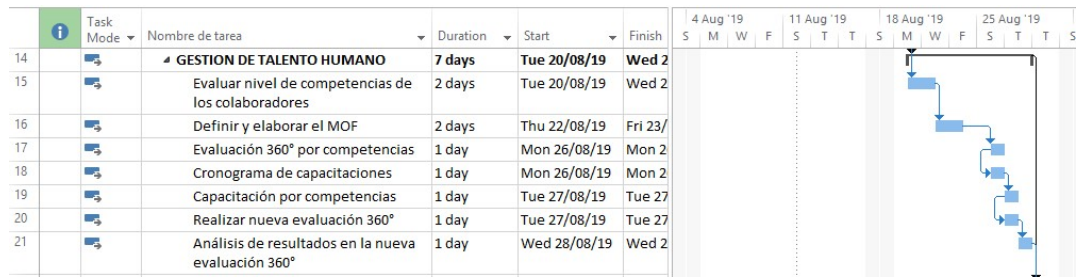 Task Mode Nombre de tarea Duration Start Finish 4 Aug '19 11 Aug '19 18 Aug '19 25 Aug '19
S M W F S T T S M W F S T T S
14 GESTION DE TALENTO HUMANO 7 days Tue 20/08/19 Wed 2
15 Evaluar nivel de competencias de 2 days Tue 20/08/19 Wed 2
los colaboradores
16 Definir y elaborar el MOF 2 days Thu 22/08/19 Fri 23/
17 Evaluación 360° por competencias 1 day Mon 26/08/19 Mon 2
18 Cronograma de capacitaciones 1 day Mon 26/08/19 Mon 2
19 Capacitación por competencias 1 day Tue 27/08/19 Tue 27
20 Realizar nueva evaluación 360° 1 day Tue 27/08/19 Tue 27
21 Análisis de resultados en la nueva 1 day Wed 28/08/19 Wed 2
evaluación 360°